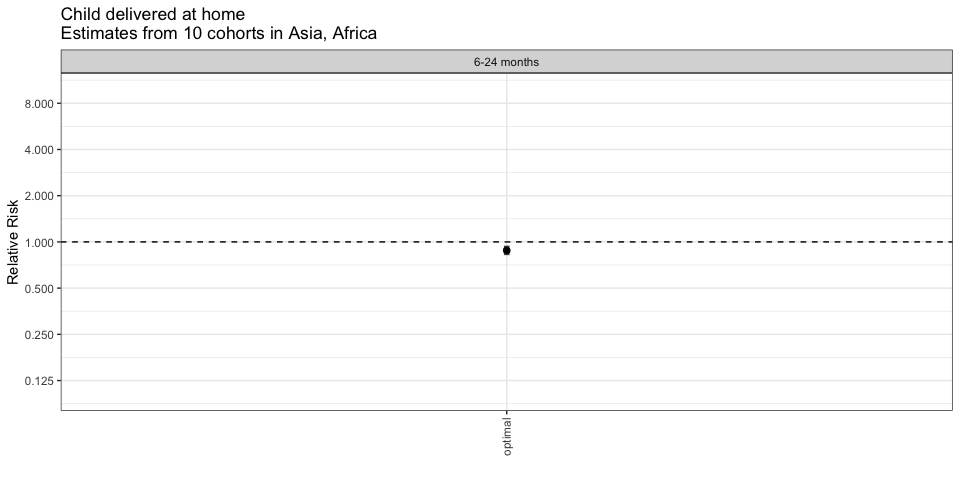 Child delivered at home
Estimates from 10 cohorts in Asia, Africa
6-24 months
8.000
4.000
2.000
1.000
0.500
0.250
0.125
Relative Risk
optimal